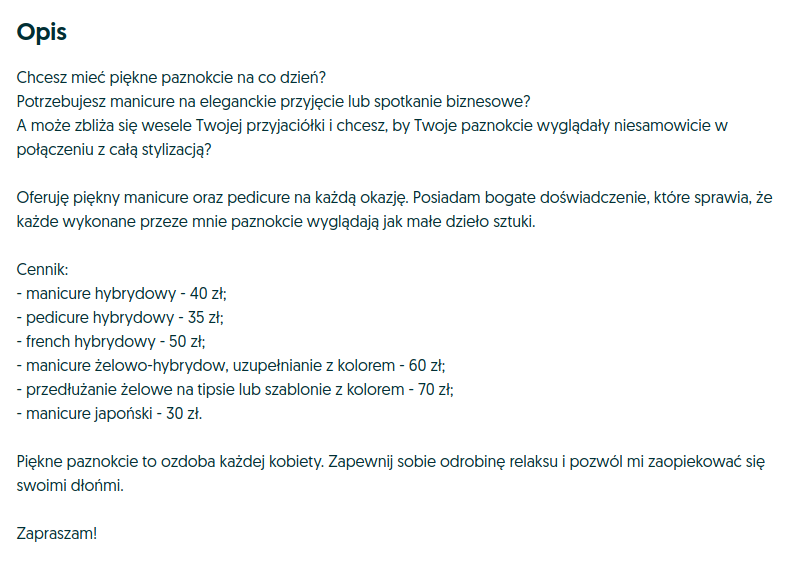 Opis
Chcesz mieć piękne paznokcie na co dzień?
Potrzebujesz manicure na eleganckie przyjęcie lub spotkanie biznesowe?
A może zbliża się wesele Twojej przyjaciółki i chcesz, by Twoje paznokcie wyglądały niesamowicie w
połączeniu z całą stylizacją?
Oferuję piękny manicure oraz pedicure na każdą okazję. Posiadam bogate doświadczenie, które sprawia, że
każde wykonane przeze mnie paznokcie wyglądają jak małe dzieło sztuki.
Cennik:
- manicure hybrydowy - 40 zł;
- pedicure hybrydowy - 35 zł;
- french hybrydowy - 50 zł;
- manicure żelowo-hybrydow, uzupełnianie z kolorem - 60 zł;
- przedłużanie żelowe na tipsie lub szablonie z kolorem - 70 zł;
- manicure japoński - 30 zł.
Piękne paznokcie to ozdoba każdej kobiety. Zapewnij sobie odrobinę relaksu i pozwól mi zaopiekować się
swoimi dłońmi.
Zapraszam!